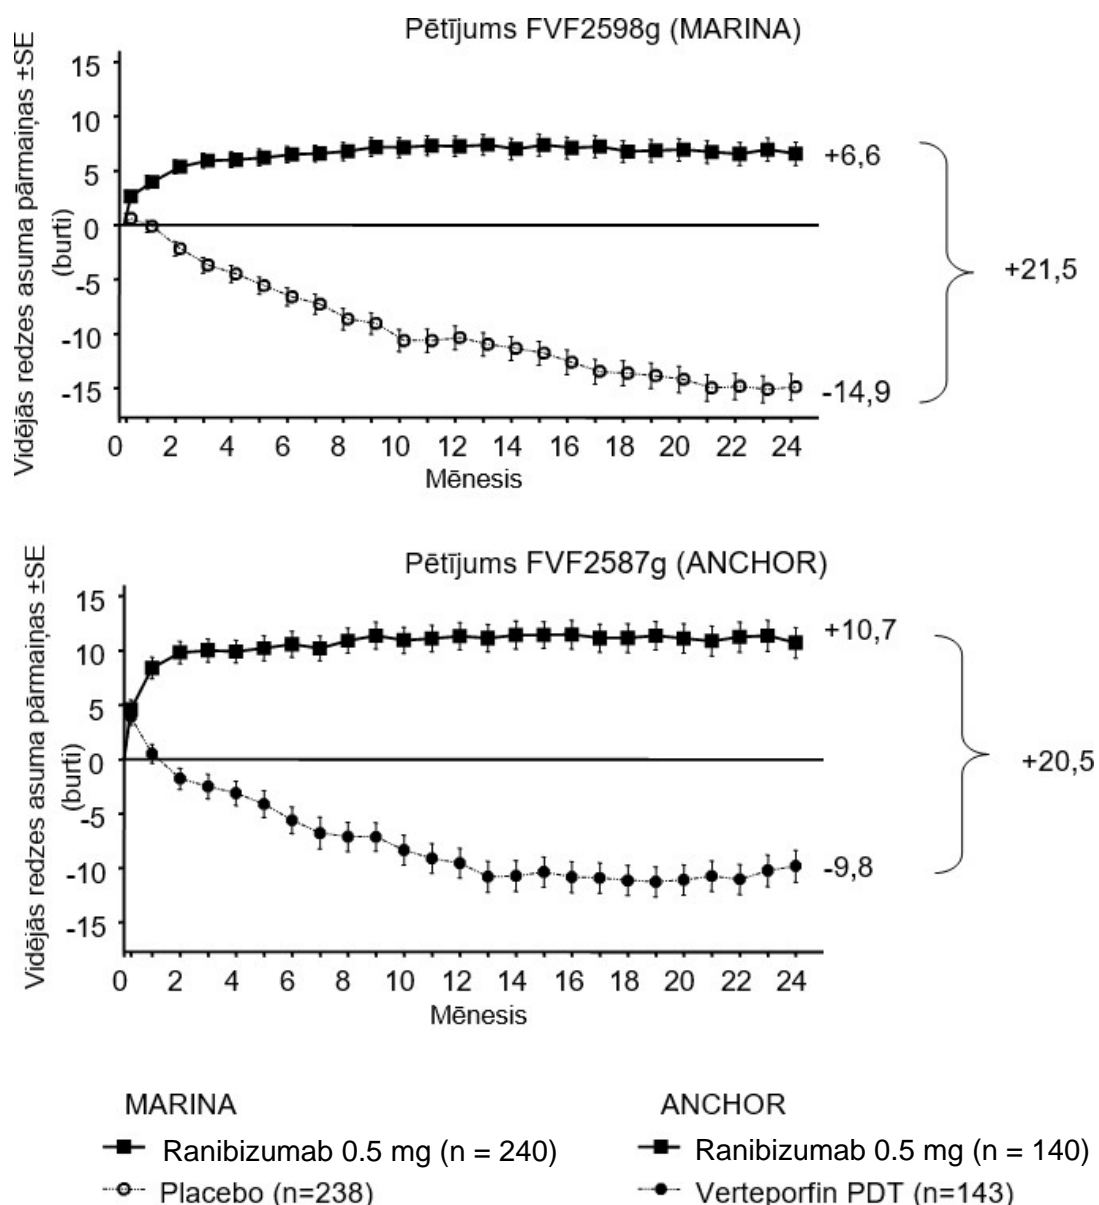 Pētījums FVF2598g (MARINA)
Vidējās redzes asuma pārmaiņas ±SE
(burti)
15
10
5
0
-5
-10
-15
+6,6
+21,5
-14,9
0 2 4 6 8 10 12 14 16 18 20 22 24
Mēnesis
Pētījums FVF2587g (ANCHOR)
Vidējās redzes asuma pārmaiņas ±SE
(burti)
15
10
5
0
-5
-10
-15
+10,7
+20,5
-9,8
0 2 4 6 8 10 12 14 16 18 20 22 24
Mēnesis
MARINA
Ranibizumab 0.5 mg (n = 240)
Placebo (n=238)
ANCHOR
Ranibizumab 0.5 mg (n = 140)
Verteporfin PDT (n=143)